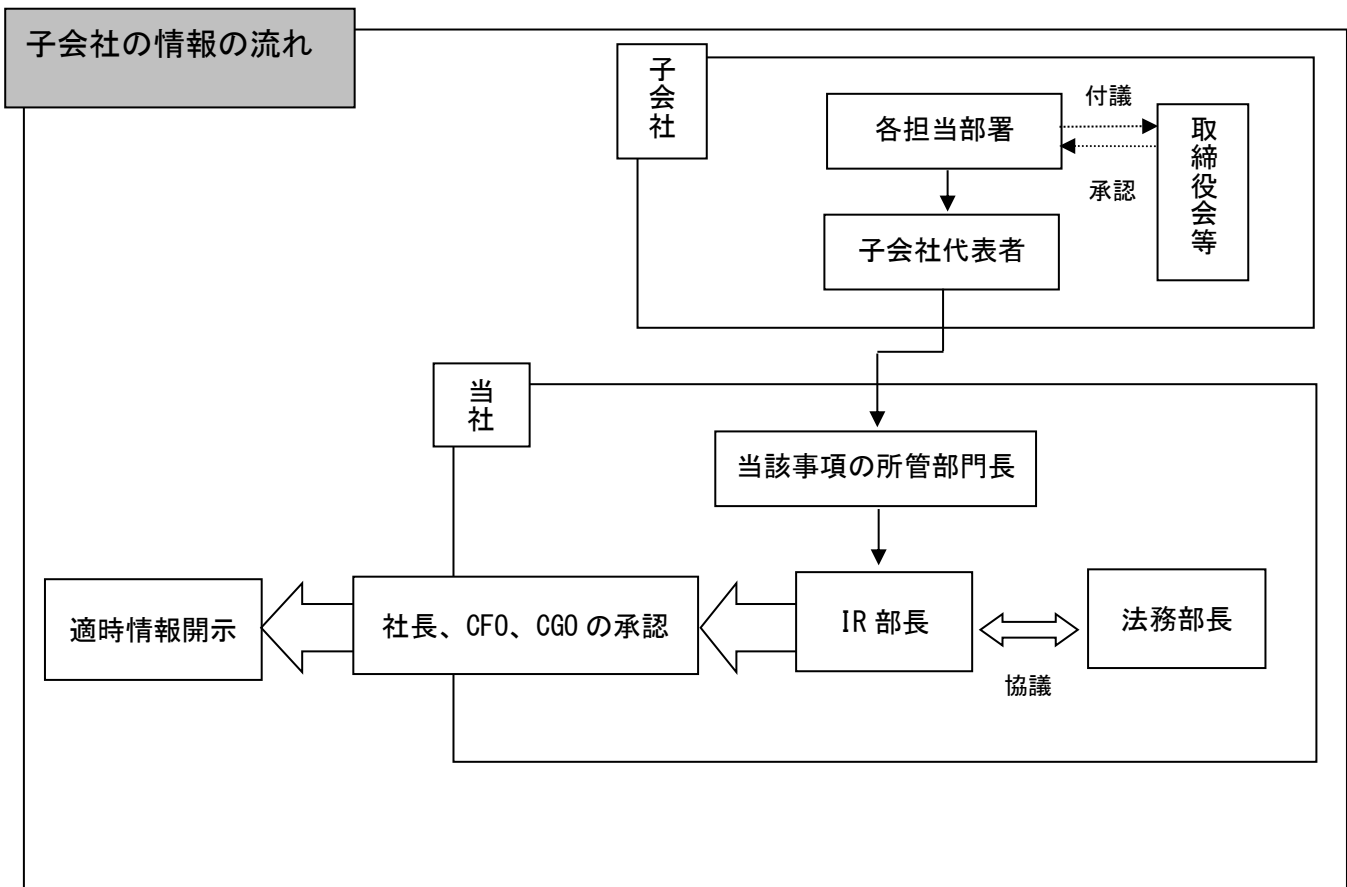 子会社の情報の流れ
子会社
各担当部署
付議
承認
取締役会等
子会社代表者
当社
当該事項の所管部門長
適時情報開示
社長、CFO、CGO の承認
IR 部長
協議
法務部長